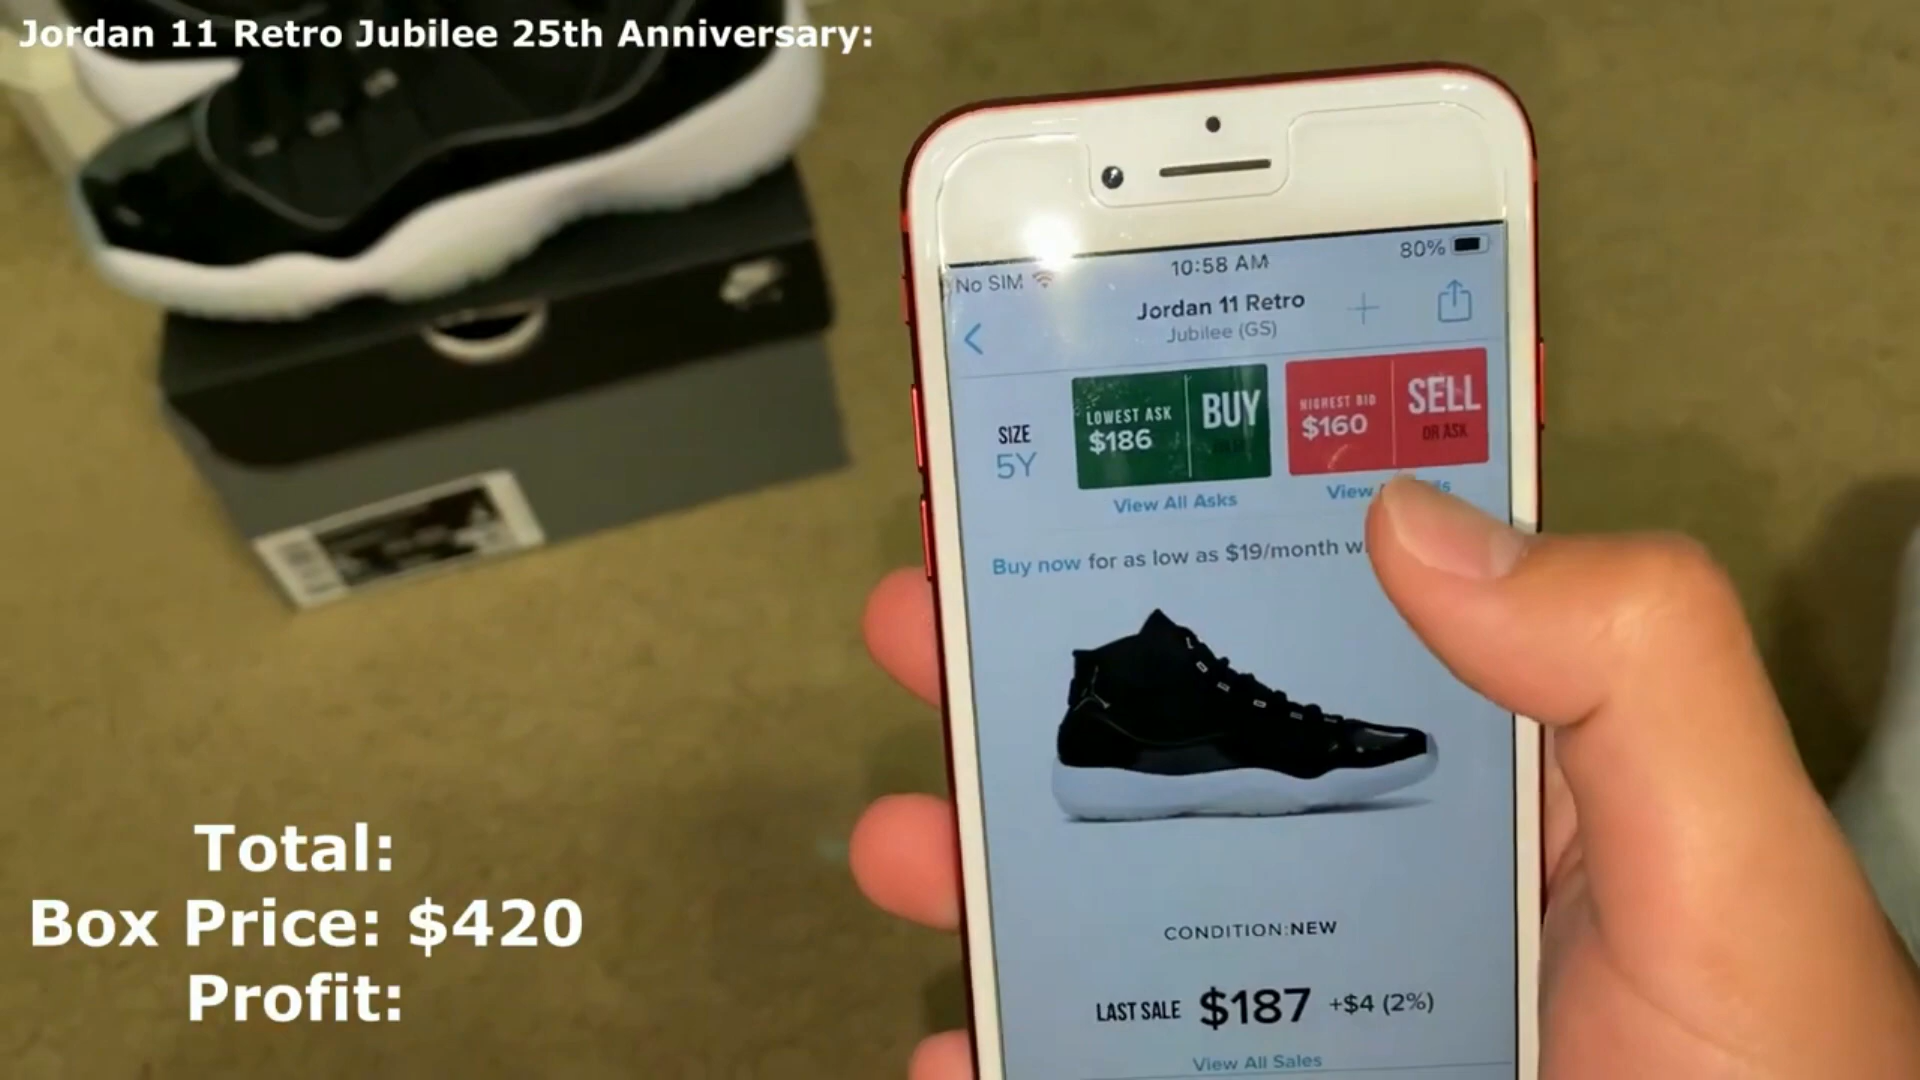 Jordan 11 Retro Jubilee 25th Anniversary:
No SIM 10:58 AM 80%
Jordan 11 Retro
Jubilee (GS)
SIZE
5Y
LOWEST ASK
$186
BUY
HIGHEST BID
$160
SELL
OR ASK
View All Asks
View
Buy now for as low as $19/month
CONDITION:NEW
LAST SALE $187 +$4 (2%)
View All Sales
Total:
Box Price: $420
Profit: